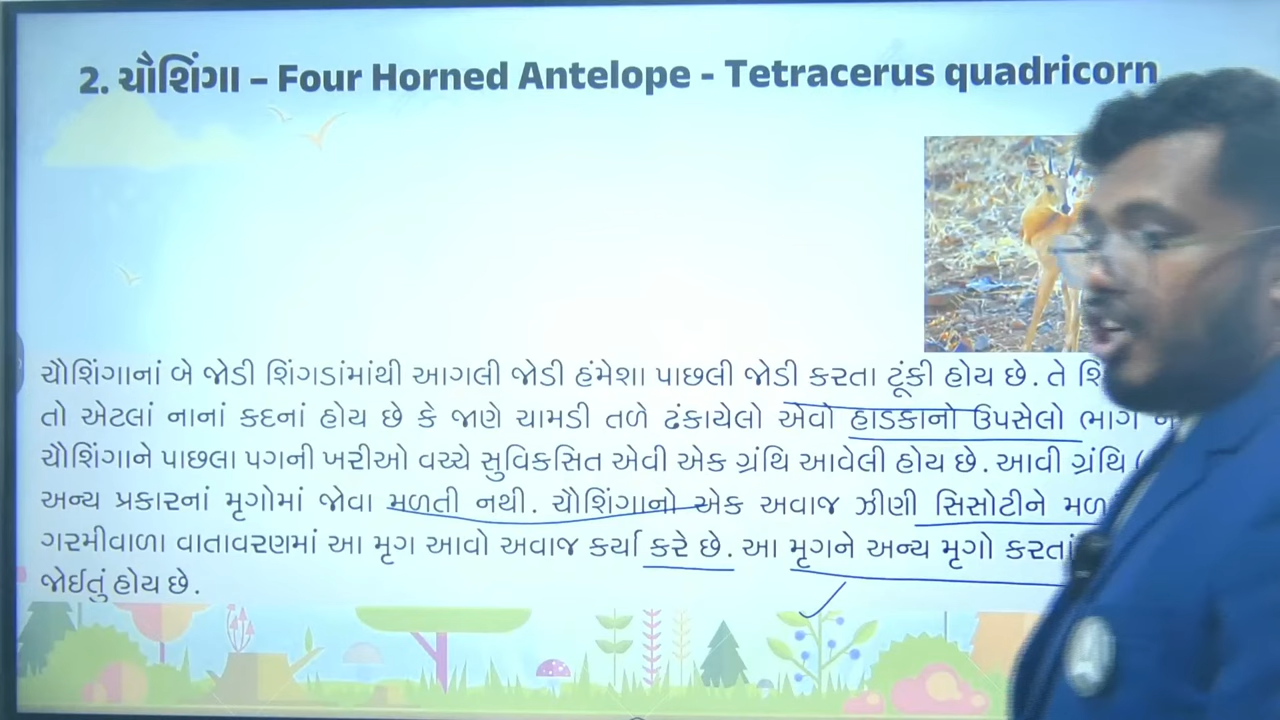 2. ચૌશિંગા – Four Horned Antelope - Tetracerus quadricorn
ચૌશિંગાનાં બે જોડી શિંગડાંમાંથી આગલી જોડી હંમેશા પાછલી જોડી કરતા ટૂંકી હોય છે. તે
તો એટલાં નાનાં કદનાં હોય છે કે જાણે ચામડી તળે ઢંકાયેલો એવો હાડકાનો ઉપસેલો ભાગ
ચૌશિંગાને પાછલા પગની ખરીઓ વચ્ચે સુવિકસિત એવી એક ગ્રંથિ આવેલી હોય છે. આવી ગ્રંથિ
અન્ય પ્રકારનાં મૃગોમાં જોવા મળતી નથી. ચૌશિંગાનો એક અવાજ ઝીણી સિસોટીને
ગરમીવાળા વાતાવરણમાં આ મૃગ આવો અવાજ કર્યા કરે છે. આ મૃગને અન્ય મૃગો કરતાં
જોઈતું હોય છે.